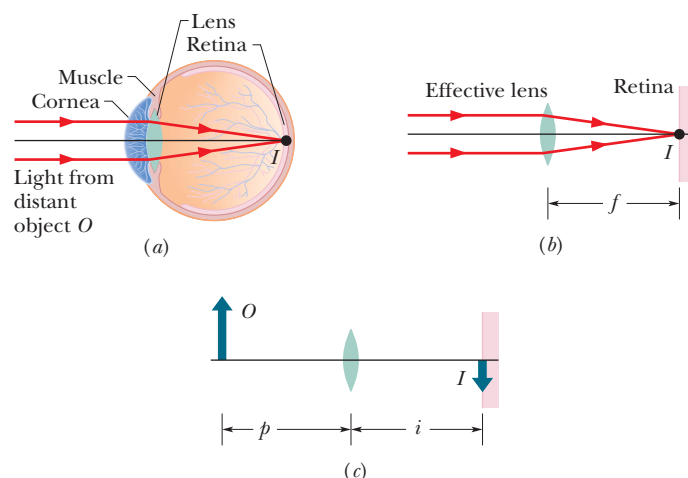 Lens
Retina
Muscle
Cornea
I
Light from
distant
object O
(a)
Effective lens
Retina
I
f
(b)
O
I
p
i
(c)